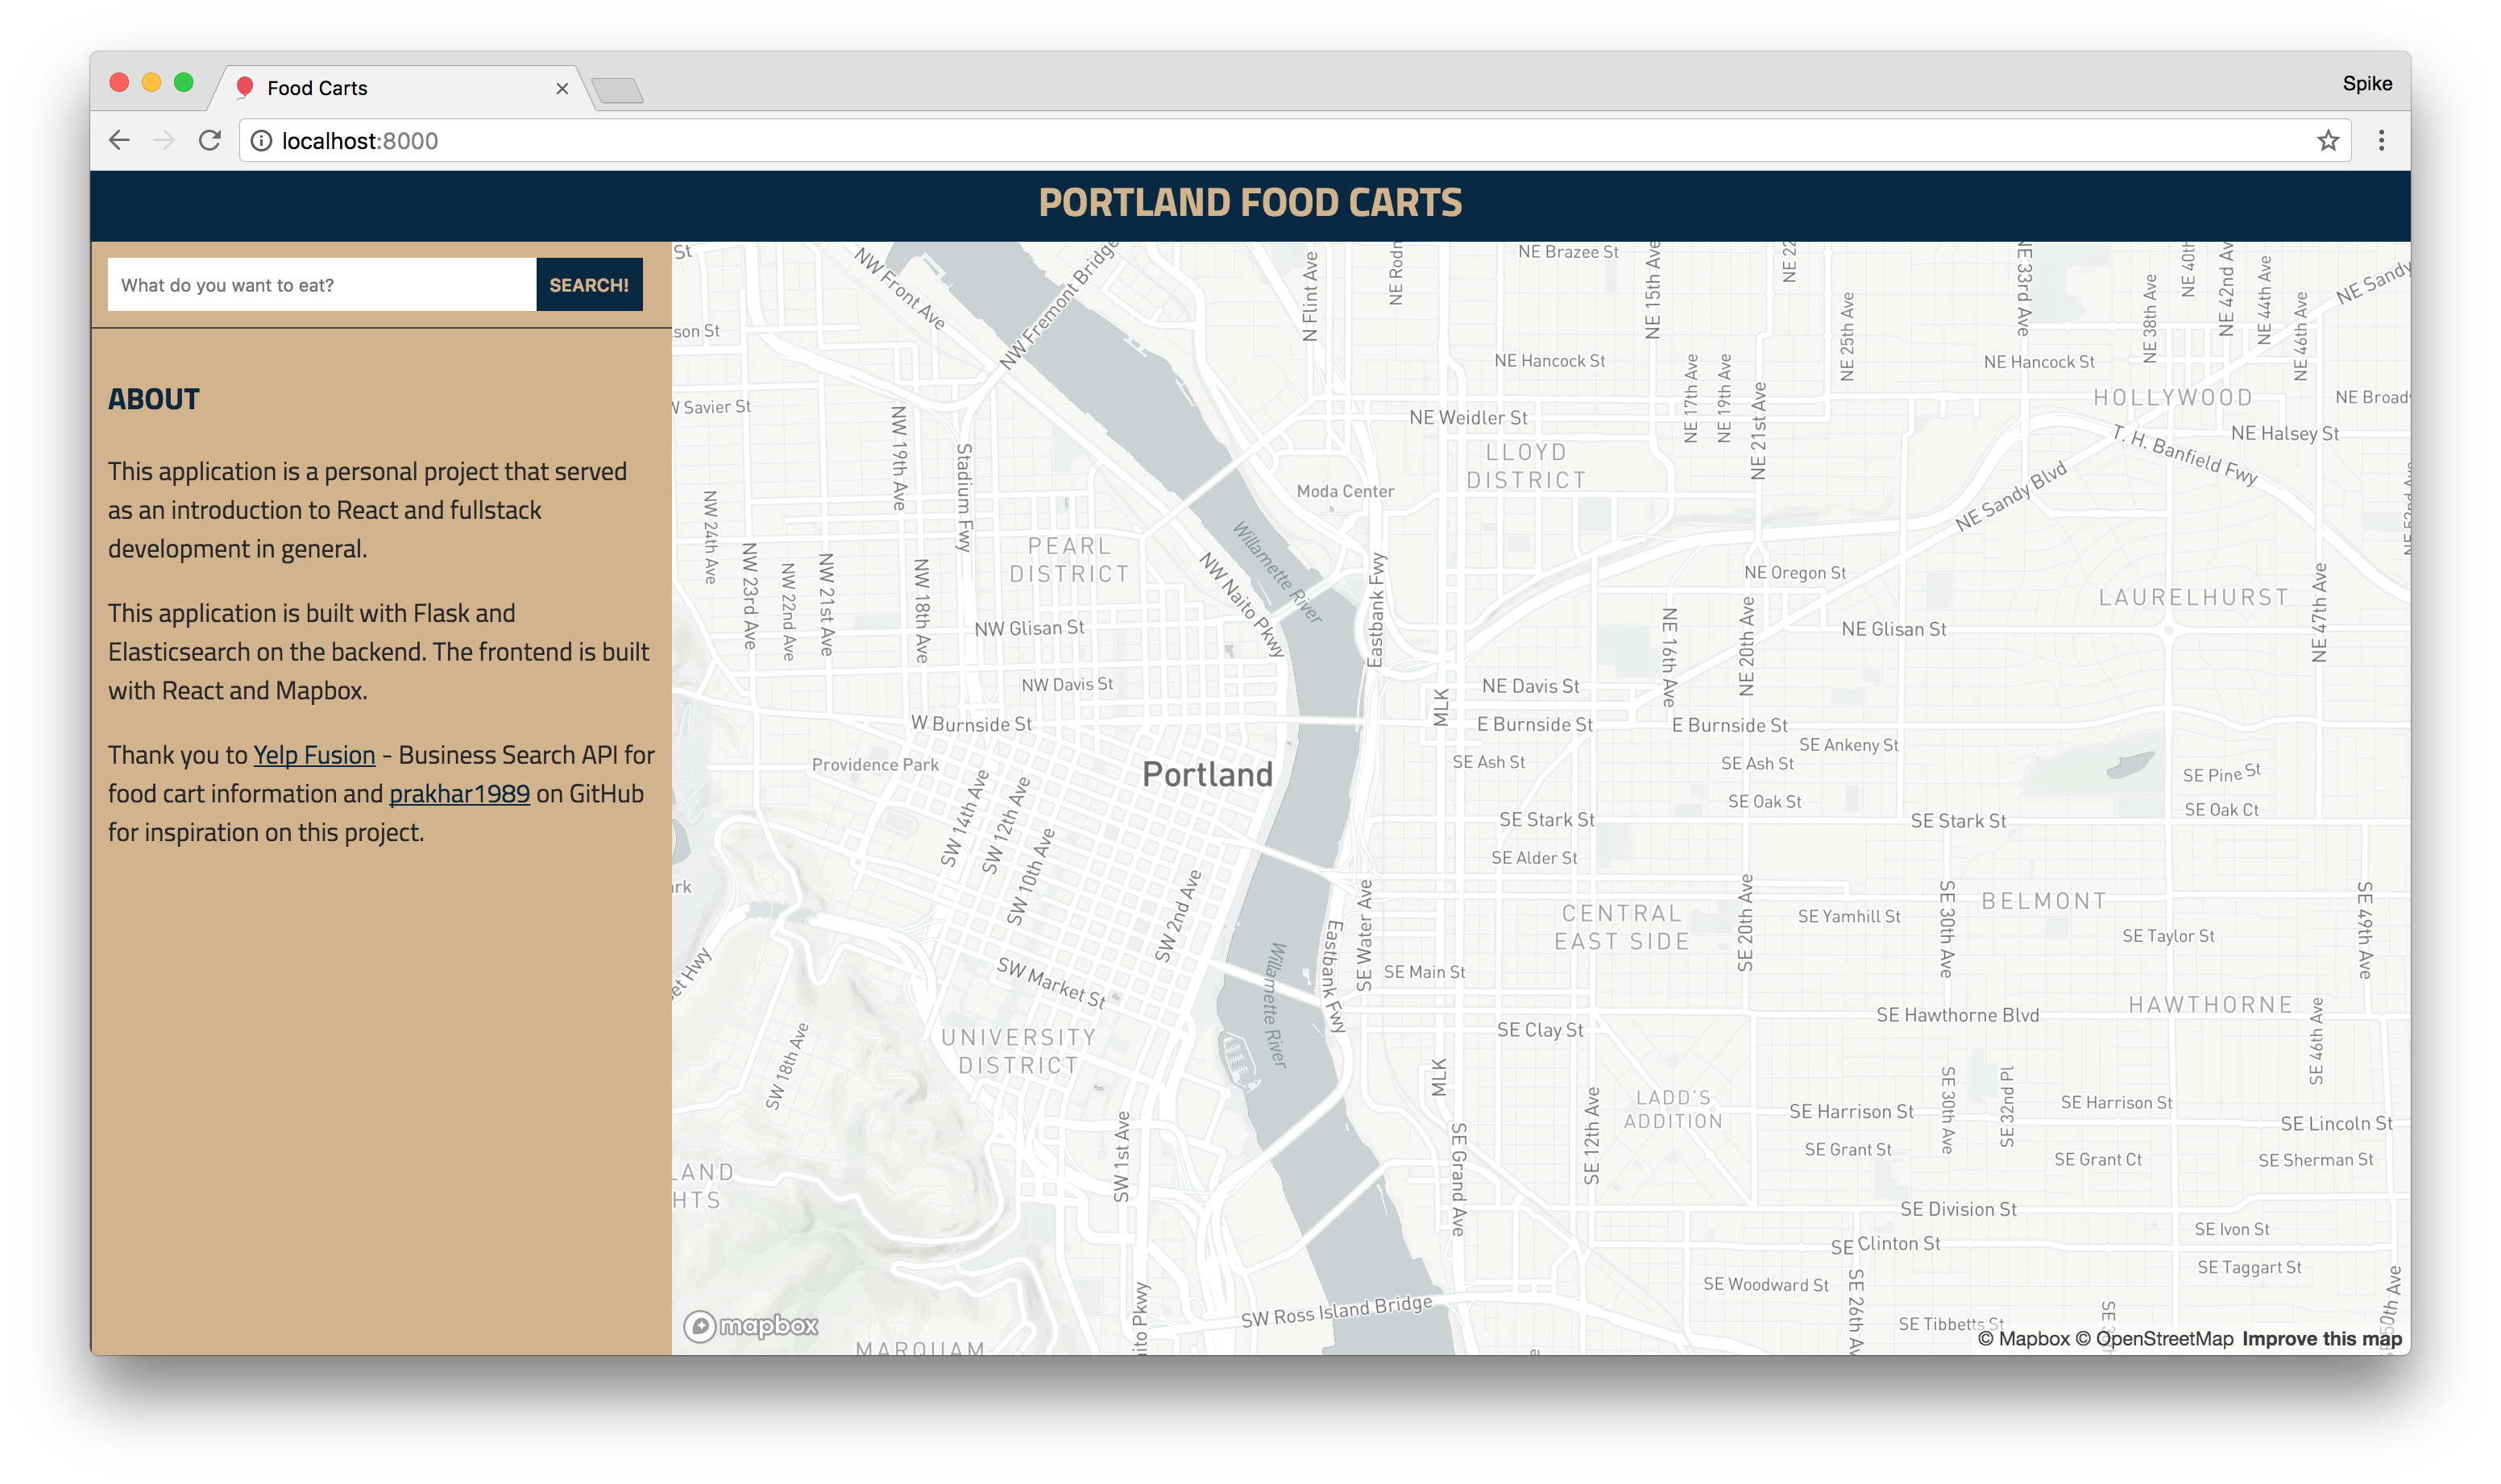 Food Carts
Spike
localhost:8000
PORTLAND FOOD CARTS
What do you want to eat?
SEARCH!
ABOUT
This application is a personal project that served
as an introduction to React and fullstack
development in general.
This application is built with Flask and
Elasticsearch on the backend. The frontend is built
with React and Mapbox.
Thank you to Yelp Fusion - Business Search API for
food cart information and prakhar1989 on GitHub
for inspiration on this project.
St
NW Front Ave
NW Fremont Bridge
N Flint Ave
NE Brazee St
NE 15th Ave
NE 33rd Ave
NE 42nd Av
NE 44th Ave
NE 46th Ave
NE 38th Ave
NE 40th
NE Sandy
NE 25th Ave
son St
NE Hancock St
NE Hancock St
NE 17th Ave
NE 19th Ave
NE 21st Ave
HOLLYWOOD
NE Broad
W Savier St
NE Weidler St
T. H. Banfield Fwy
NE Halsey St
NW 19th Ave
Stadium Fwy
LLOYD
DISTRICT
Moda Center
NE Sandy Blvd
NW 24th Ave
NW 23rd Ave
NW 22nd Ave
NW 21st Ave
NW 18th Ave
PEARL
DISTRICT
Willamette River
NW Naito Pkwy
Eastbank Fwy
NE Oregon St
LAURELHURST
NE 47th Ave
NW Glisan St
NE 16th Ave
NE 20th Ave
NE Glisan St
NW Davis St
NE Davis St
MLK
W Burnside St
E Burnside St
E Burnside St
SE Ankeny St
Providence Park
Portland
SE Ash St
SE Ash St
SE Pine St
SE Oak St
SE Oak Ct
SW 14th Ave
SW 12th Ave
SW 10th Ave
SE Stark St
SE Stark St
SE Alder St
ark
SW 2nd Ave
SE Water Ave
CENTRAL
EAST SIDE
SE 20th Ave
SE Yamhill St
SE 30th Ave
BELMONT
SE 49th Ave
SE Taylor St
et Hwy
SW Market St
Willamette River
Eastbank Fwy
SE Main St
HAWTHORNE
SE Hawthorne Blvd
SE 46th Ave
UNIVERSITY
DISTRICT
SE Clay St
SW 18th Ave
MLK
SE 12th Ave
LADD'S
ADDITION
SE Harrison St
SE 30th Ave
SE 32nd Pl
SE Harrison St
SE Lincoln St
SW 1st Ave
SE Grand Ave
SE Grant St
SE Grant Ct
SE Sherman St
LAND
HTS
SE Division St
SE Ivon St
SE Clinton St
SE Taggart St
SE Woodward St
SE 26th Av
SE 50th Ave
ito Pkwy
SW Ross Island Bridge
SE Tibbetts St
mapbox
MARQUAM
© Mapbox © OpenStreetMap Improve this map